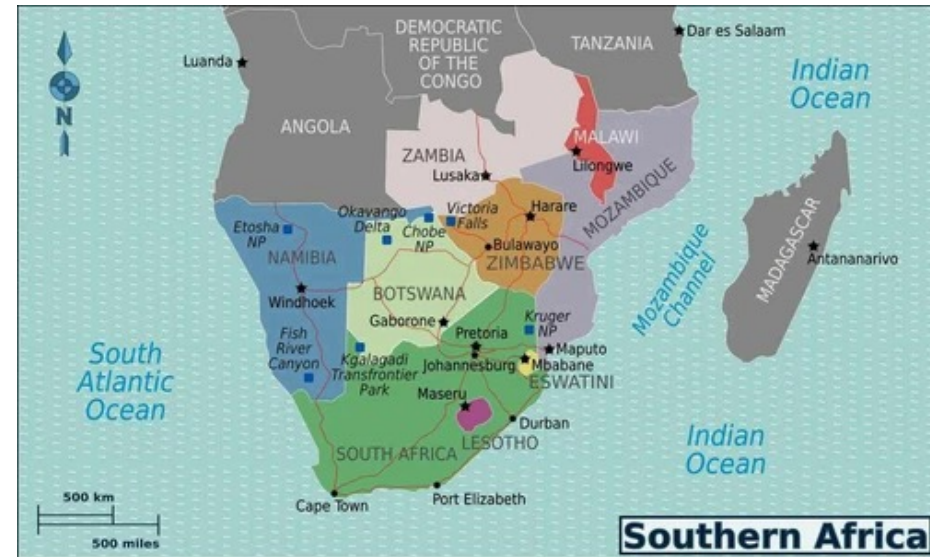 DEMOCRATIC
REPUBLIC
OF THE
CONGO
TANZANIA
Dar es Salaam
Luanda
Indian
Ocean
N
ANGOLA
MALAWI
ZAMBIA
Lilongwe
Lusaka
MOZAMBIQUE
Okavango
Delta
Victoria
Falls
Harare
Etosha
NP
Chobe
NP
NAMIBIA
Bulawayo
ZIMBABWE
MADAGASCAR
Antananarivo
Mozambique
Channel
Windhoek
BOTSWANA
Gaborone
Kruger
NP
Pretoria
Fish
River
Canyon
Kgalagadi
Transfrontier
Park
Johannesburg
Maputo
Mbabane
ESWATINI
South
Atlantic
Ocean
Maseru
Durban
LESOTHO
SOUTH AFRICA
Indian
Ocean
Cape Town
Port Elizabeth
500 km
500 miles
Southern Africa